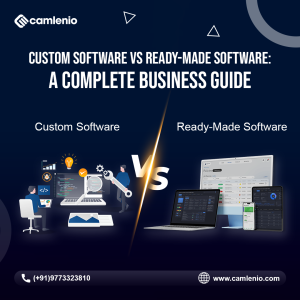 camlenio
CUSTOM SOFTWARE VS READY-MADE SOFTWARE:
A COMPLETE BUSINESS GUIDE
Custom Software
Ready-Made Software
VS
(+91)9773323810
www.camlenio.com